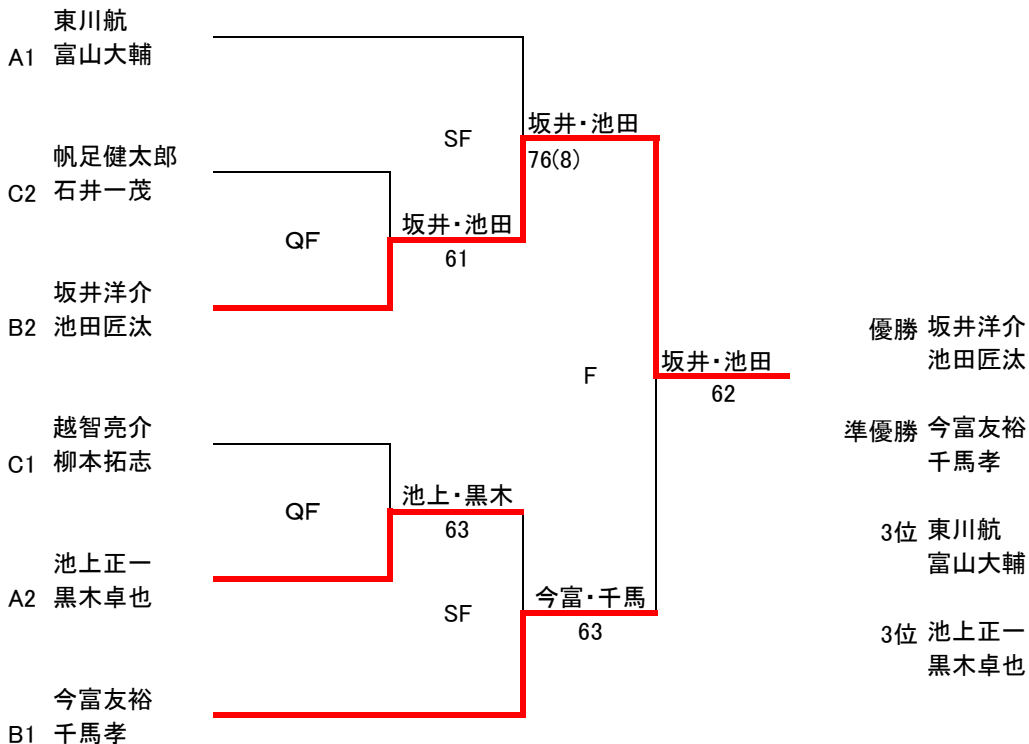 東川航
A1 富山大輔
SF
坂井・池田
76(8)
帆足健太郎
C2 石井一茂
QF
坂井・池田
61
坂井洋介
B2 池田匠汰
優勝 坂井洋介
池田匠汰
F
坂井・池田
62
準優勝 今富友裕
千馬孝
越智亮介
C1 柳本拓志
QF
池上・黒木
63
3位 東川航
富山大輔
池上正一
A2 黒木卓也
SF
今富・千馬
63
3位 池上正一
黒木卓也
今富友裕
B1 千馬孝